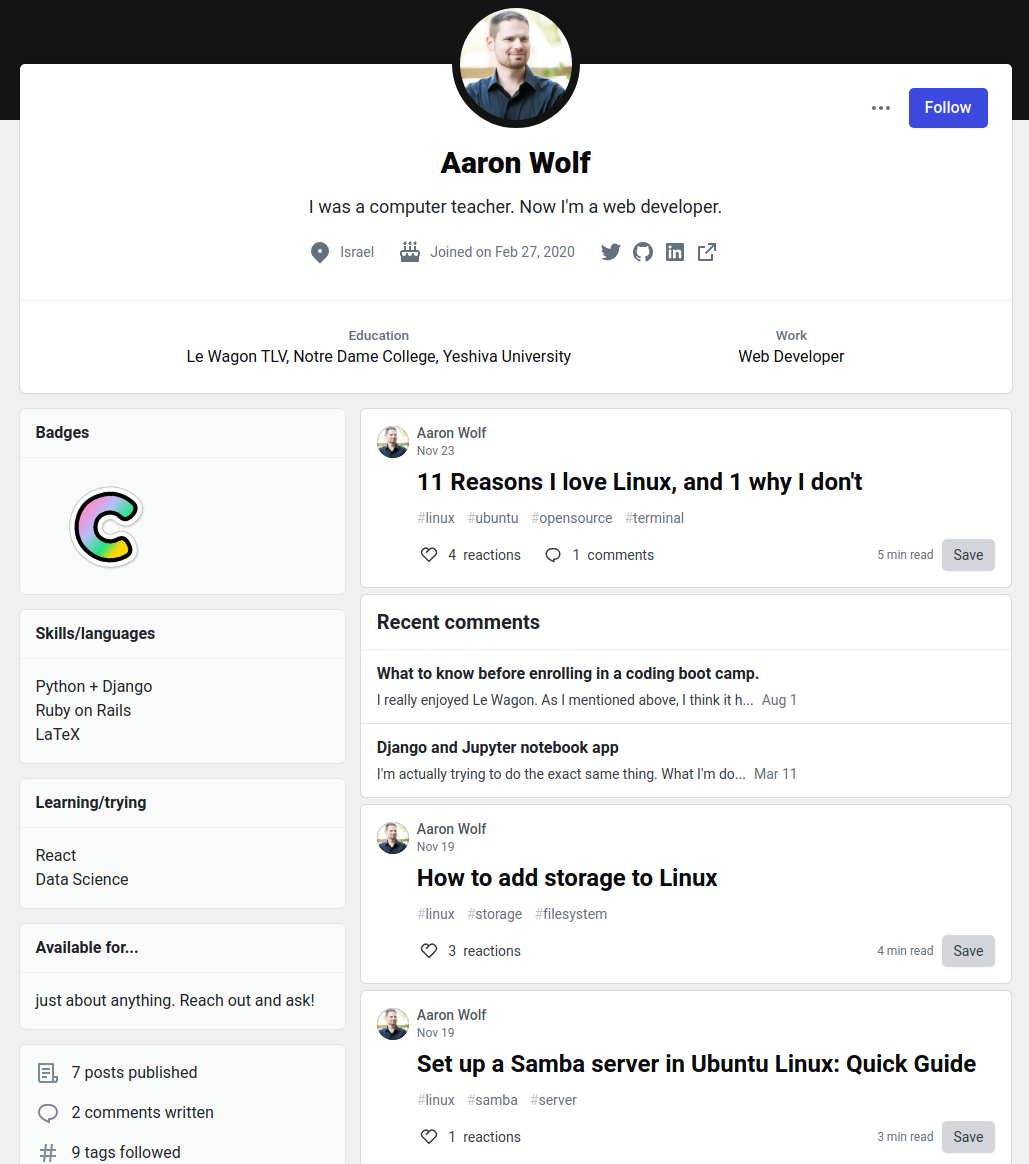 Follow
Aaron Wolf
I was a computer teacher. Now I'm a web developer.
Israel
Joined on Feb 27, 2020
Education
Le Wagon TLV, Notre Dame College, Yeshiva University
Work
Web Developer
Badges
C
Skills/languages
Python + Django
Ruby on Rails
LaTeX
Learning/trying
React
Data Science
Available for...
just about anything. Reach out and ask!
7 posts published
2 comments written
9 tags followed
Aaron Wolf
Nov 23
11 Reasons I love Linux, and 1 why I don't
#linux #ubuntu #opensource #terminal
4 reactions 1 comments 5 min read Save
Recent comments
What to know before enrolling in a coding boot camp.
I really enjoyed Le Wagon. As I mentioned above, I think it h... Aug 1
Django and Jupyter notebook app
I'm actually trying to do the exact same thing. What I'm do... Mar 11
Aaron Wolf
Nov 19
How to add storage to Linux
#linux #storage #filesystem
3 reactions 4 min read Save
Aaron Wolf
Nov 19
Set up a Samba server in Ubuntu Linux: Quick Guide
#linux #samba #server
1 reactions 3 min read Save